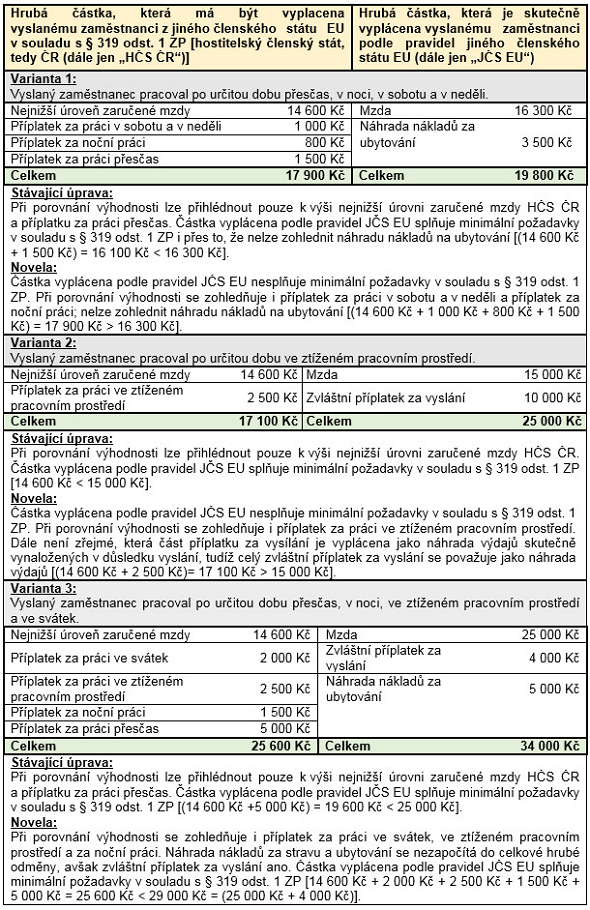 Hrubá částka, která má být vyplacena
vyslanému zaměstnanci z jiného členského státu EU
v souladu s § 319 odst. 1 ZP [hostitelský členský stát,
tedy ČR (dále jen „HČS ČR“)]
Hrubá částka, která je skutečně
vyplácena vyslanému zaměstnanci
podle pravidel jiného členského
státu EU (dále jen „JČS EU“)
Varianta 1:
Vyslaný zaměstnanec pracoval po určitou dobu přesčas, v noci, v sobotu a v neděli.
Nejnižší úroveň zaručené mzdy 14 600 Kč Mzda 16 300 Kč
Příplatek za práci v sobotu a v neděli 1 000 Kč Náhrada nákladů za
Příplatek za noční práci 800 Kč ubytování 3 500 Kč
Příplatek za práci přesčas 1 500 Kč
Celkem 17 900 Kč Celkem 19 800 Kč
Stávající úprava:
Při porovnání výhodnosti lze přihlédnout pouze k výši nejnižší úrovni zaručené mzdy HČS ČR
a příplatku za práci přesčas. Částka vyplácena podle pravidel JČS EU splňuje minimální požadavky
v souladu s § 319 odst. 1 ZP i přes to, že nelze zohlednit náhradu nákladů na ubytování [(14 600 Kč
+ 1 500 Kč) = 16 100 Kč < 16 300 Kč].
Novela:
Částka vyplácená podle pravidel JČS EU nesplňuje minimální požadavky v souladu s § 319 odst. 1
ZP. Při porovnání výhodnosti se zohledňuje i příplatek za práci v sobotu a v neděli a příplatek za
noční práci; nelze zohlednit náhradu nákladů na ubytování [(14 600 Kč + 1 000 Kč + 800 Kč + 1 500
Kč) = 17 900 Kč > 16 300 Kč].
Varianta 2:
Vyslaný zaměstnanec pracoval po určitou dobu ve ztíženém pracovním prostředí.
Nejnižší úroveň zaručené mzdy 14 600 Kč Mzda 15 000 Kč
Příplatek za práci ve ztíženém
pracovním prostředí 2 500 Kč Zvláštní příplatek za vyslání 10 000 Kč
Celkem 17 100 Kč Celkem 25 000 Kč
Stávající úprava:
Při porovnání výhodnosti lze přihlédnout pouze k výši nejnižší úrovni zaručené mzdy HČS ČR.
Částka vyplácena podle pravidel JČS EU splňuje minimální požadavky v souladu s § 319 odst. 1 ZP
[14 600 Kč < 15 000 Kč].
Novela:
Částka vyplácená podle pravidel JČS EU nesplňuje minimální požadavky v souladu s § 319 odst. 1
ZP. Při porovnání výhodnosti se zohledňuje i příplatek za práci ve ztíženém pracovním prostředí.
Dále není zřejmé, která část příplatku za vysílání je vyplácena jako náhrada výdajů skutečně
vynaložených v důsledku vyslání, tudíž celý zvláštní příplatek za vyslání se považuje jako náhrada
výdajů [(14 600 Kč + 2 500 Kč)= 17 100 Kč > 15 000 Kč].
Varianta 3:
Vyslaný zaměstnanec pracoval po určitou dobu přesčas, v noci, ve ztíženém pracovním prostředí
a ve svátek.
Nejnižší úroveň zaručené mzdy 14 600 Kč Mzda 25 000 Kč
Příplatek za práci ve svátek 2 000 Kč Zvláštní příplatek za
vyslání 4 000 Kč
Příplatek za práci ve ztíženém
pracovním prostředí 2 500 Kč Náhrada nákladů za
ubytování 5 000 Kč
Příplatek za noční práci 1 500 Kč
Příplatek za práci přesčas 5 000 Kč
Celkem 25 600 Kč Celkem 34 000 Kč
Stávající úprava:
Při porovnání výhodnosti lze přihlédnout pouze k výši nejnižší úrovni zaručené mzdy HČS ČR
a příplatku za práci přesčas. Částka vyplácena podle pravidel JČS EU splňuje minimální požadavky
v souladu s § 319 odst. 1 ZP [(14 600 Kč +5 000 Kč) = 19 600 Kč < 25 000 Kč].
Novela:
Při porovnání výhodnosti se zohledňuje i příplatek za práci ve svátek, ve ztíženém pracovním
prostředí a za noční práci. Náhrada nákladů za stravu a ubytování se nezapočítá do celkové hrubé
odměny, avšak zvláštní příplatek za vyslání ano. Částka vyplácena podle pravidel JČS EU splňuje
minimální požadavky v souladu s § 319 odst. 1 ZP [14 600 Kč + 2 000 Kč + 2 500 Kč + 1 500 Kč +
5 000 Kč = 25 600 Kč < 29 000 Kč = (25 000 Kč + 4 000 Kč)].